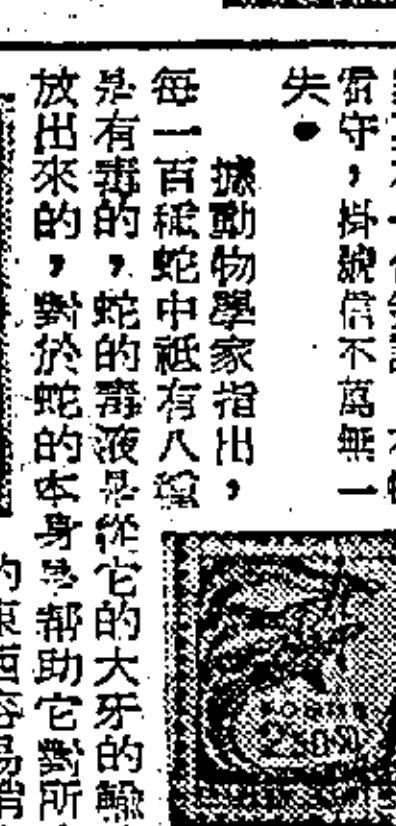 雷守，掛號信不萬無一
失．
據動物學家指出，
每一百種蛇中祗有八種
是有毒的，蛇的毒液是從它的大牙的輸
放出來的，對於蛇的本身是帮助它對所
的東西容易消